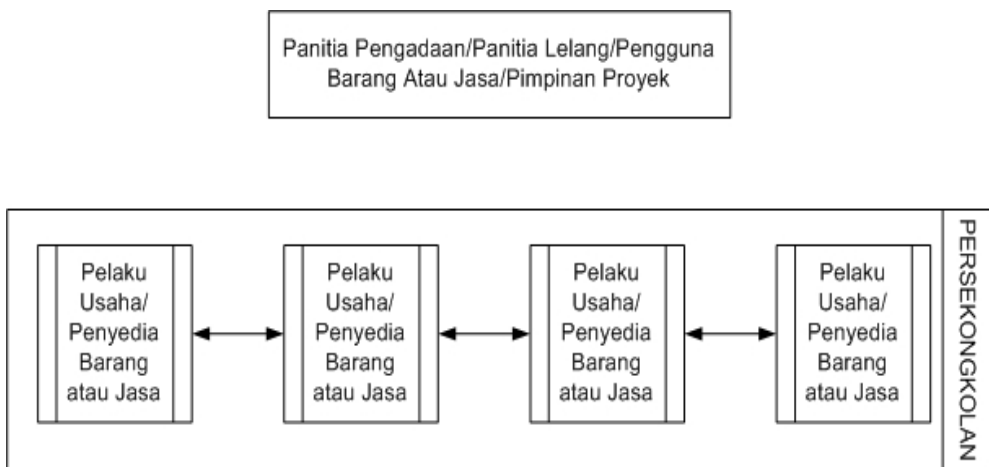 Panitia Pengadaan/Panitia Lelang/Pengguna
Barang Atau Jasa/Pimpinan Proyek
Pelaku
Usaha/
Penyedia
Barang
atau Jasa
Pelaku
Usaha/
Penyedia
Barang
atau Jasa
Pelaku
Usaha/
Penyedia
Barang
atau Jasa
Pelaku
Usaha/
Penyedia
Barang
atau Jasa
PERSEKONGKOLAN